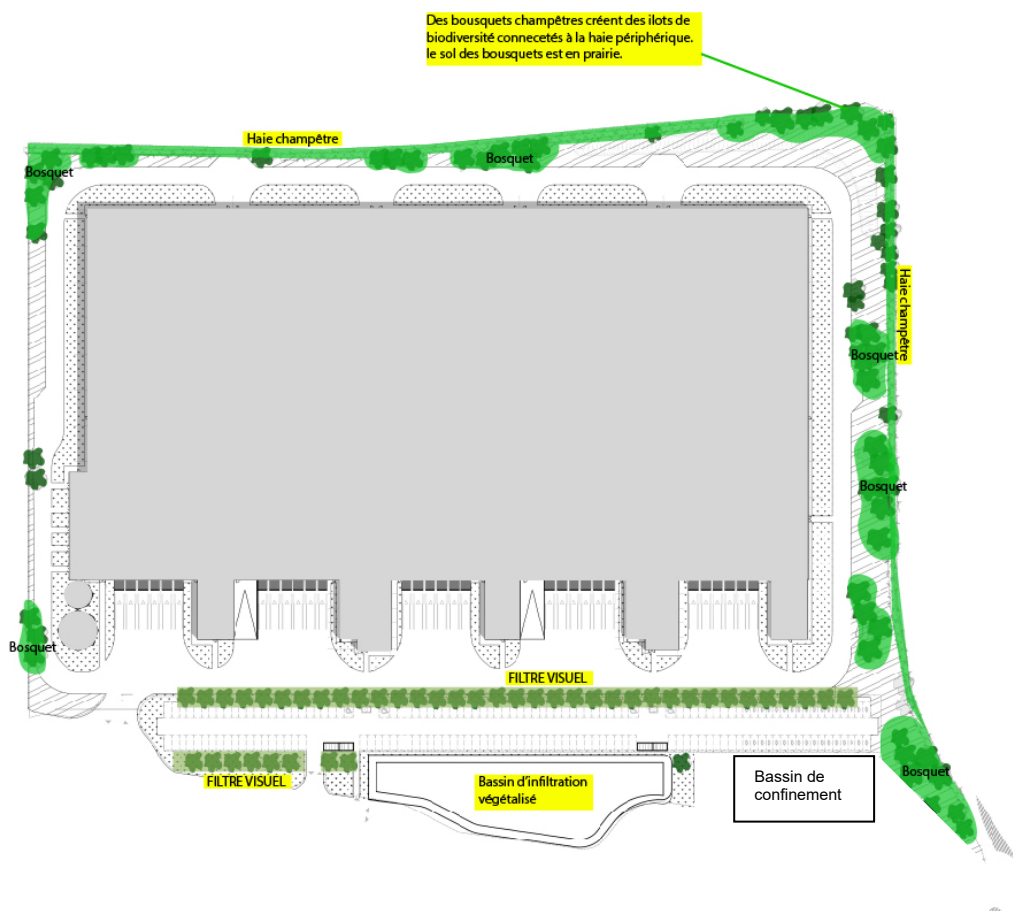 Des bousquets champêtres créent des ilots de
biodiversité connecetés à la haie périphérique.
le sol des bousquets est en prairie.
Haie champêtre
Bosquet
Bosquet
Haie champêtre
Bosquet
Bosquet
Bosquet
FILTRE VISUEL
FILTRE VISUEL
Bassin d'infiltration
végétalisé
Bassin de
confinement
Bosquet